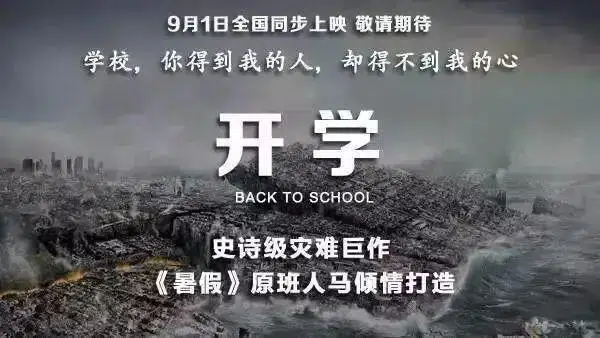 9月1日全国同步上映 敬请期待
学校，你得到我的人，却得不到我的心
开学
BACK TO SCHOOL
史诗级灾难巨作
《暑假》原班人马倾情打造